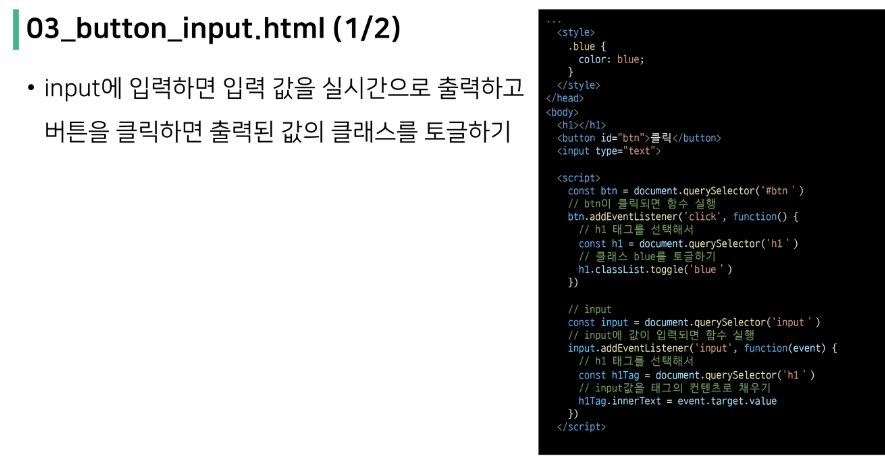 03_button_input.html (1/2)
• input에 입력하면 입력 값을 실시간으로 출력하고
버튼을 클릭하면 출력된 값의 클래스를 토글하기
...
<style>
.blue {
color: blue;
}
</style>
</head>
<body>
<h1></h1>
<button id="btn">클릭</button>
<input type="text">
<script>
const btn = document.querySelector('#btn')
// btn이 클릭되면 함수 실행
btn.addEventListener('click', function() {
// h1 태그를 선택해서
const h1 = document.querySelector('h1')
// 클래스 blue를 토글하기
h1.classList.toggle('blue')
})
// input
const input = document.querySelector('input')
// input에 값이 입력되면 함수 실행
input.addEventListener('input', function(event) {
// h1 태그를 선택해서
const h1Tag = document.querySelector('h1')
// input값을 태그의 컨텐츠로 채우기
h1Tag.innerText = event.target.value
})
</script>